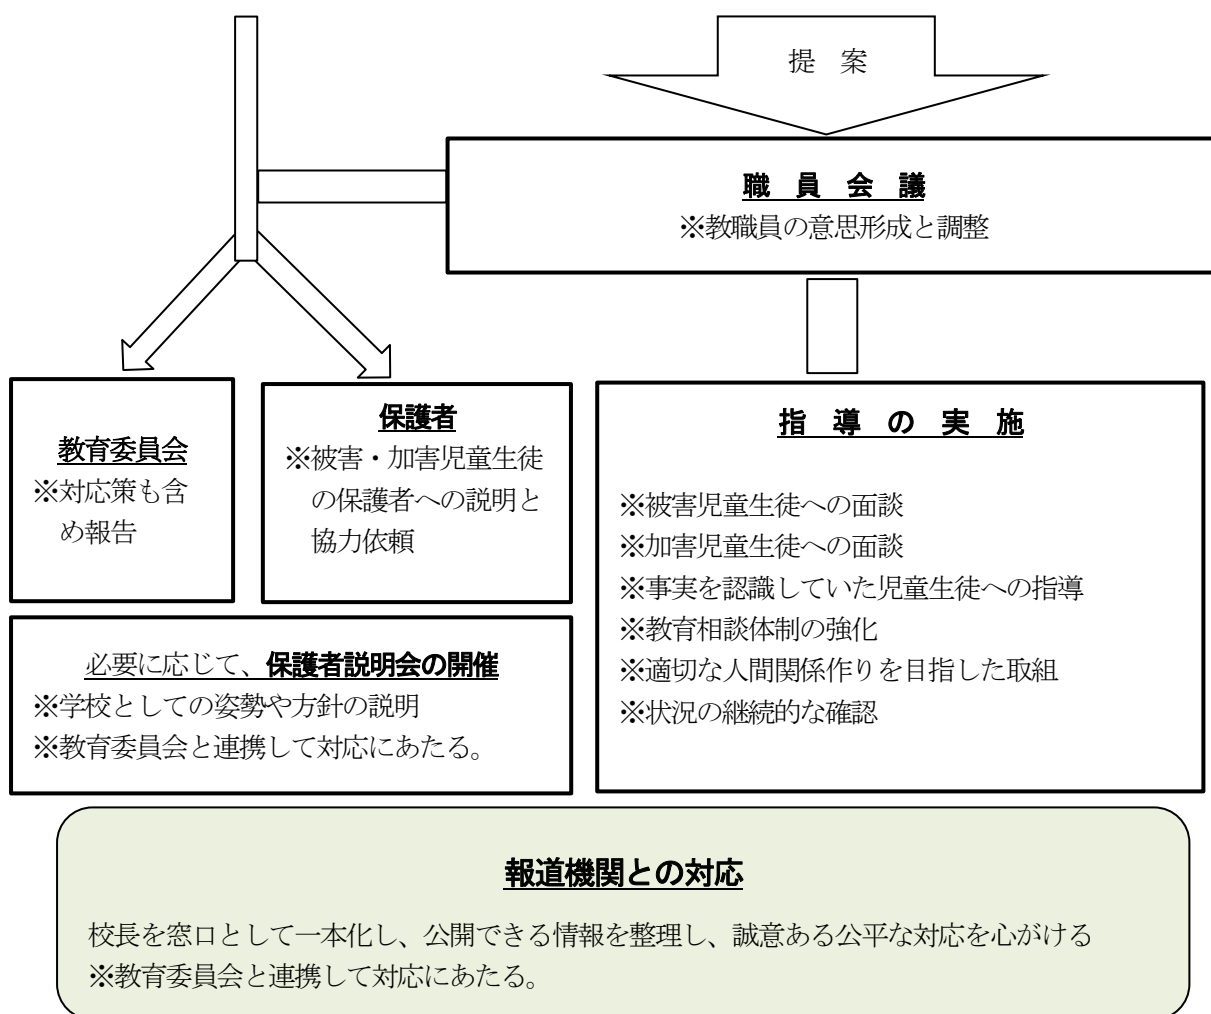 提　案
職　員　会　議
※教職員の意思形成と調整
教育委員会
※対応策も含
め報告
保護者
※被害・加害児童生徒
の保護者への説明と
協力依頼
指　導　の　実　施
※被害児童生徒への面談
※加害児童生徒への面談
※事実を認識していた児童生徒への指導
※教育相談体制の強化
※適切な人間関係作りを目指した取組
※状況の継続的な確認
必要に応じて、保護者説明会の開催
※学校としての姿勢や方針の説明
※教育委員会と連携して対応にあたる。
報道機関との対応
校長を窓口として一本化し、公開できる情報を整理し、誠意ある公平な対応を心がける
※教育委員会と連携して対応にあたる。